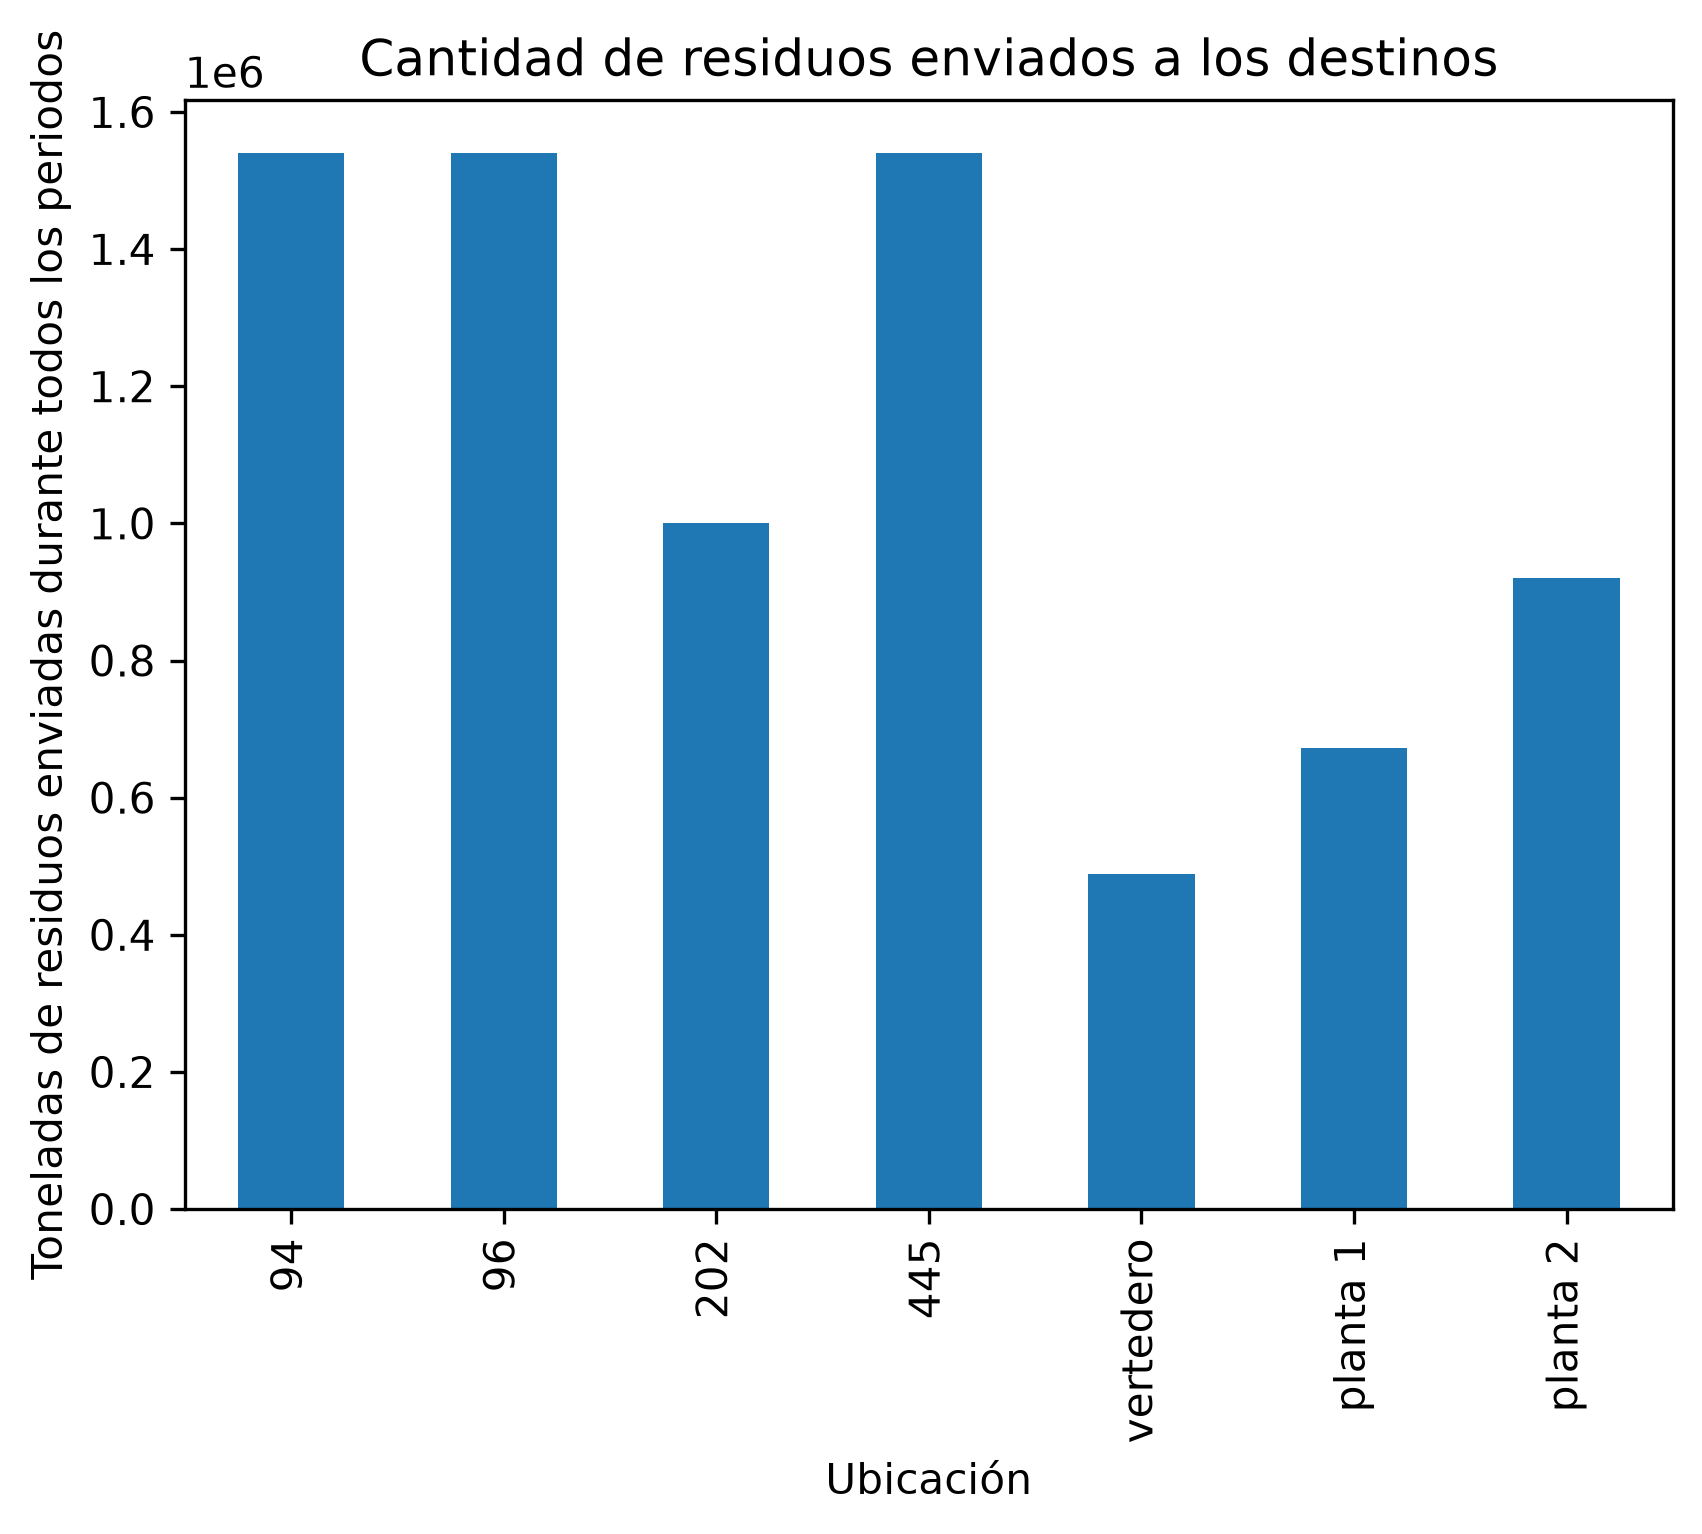 Cantidad de residuos enviados a los destinos
1e6
Toneladas de residuos enviadas durante todos los periodos
1.6
1.4
1.2
1.0
0.8
0.6
0.4
0.2
0.0
94
96
202
445
vertedero
planta 1
planta 2
Ubicación